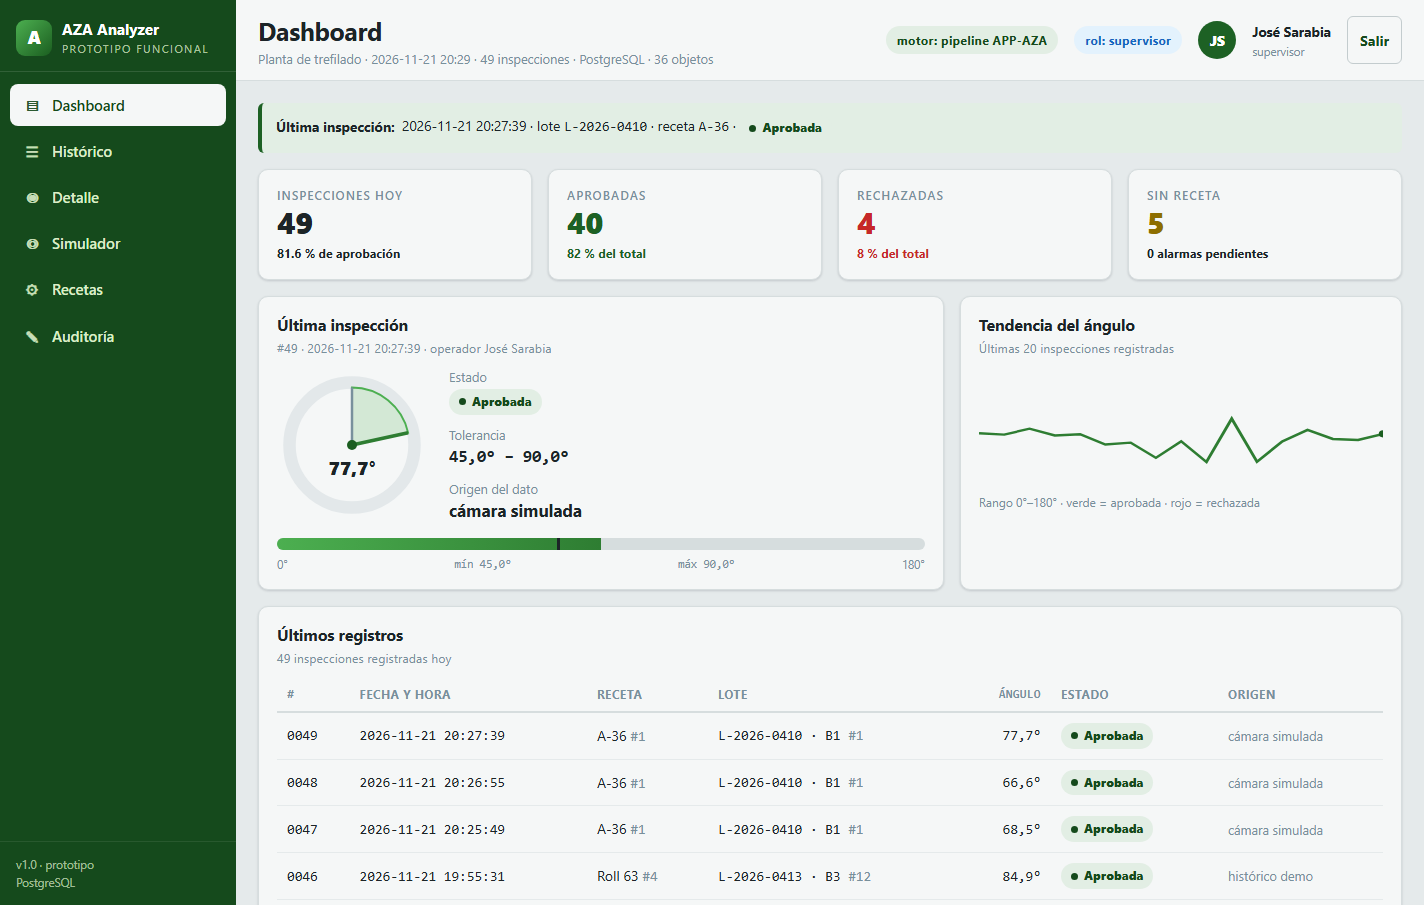 A
AZA Analyzer
PROTOTIPO FUNCIONAL
Dashboard
Histórico
Detalle
Simulador
Recetas
Auditoría
v1.0 · prototipo
PostgreSQL
Dashboard
Planta de trefilado · 2026-11-21 20:29 · 49 inspecciones · PostgreSQL · 36 objetos
motor: pipeline APP-AZA
rol: supervisor
JS
José Sarabia
supervisor
Salir
Última inspección: 2026-11-21 20:27:39 · lote L-2026-0410 · receta A-36 · Aprobada
INSPECCIONES HOY
49
81.6 % de aprobación
APROBADAS
40
82 % del total
RECHAZADAS
4
8 % del total
SIN RECETA
5
0 alarmas pendientes
Última inspección
#49 · 2026-11-21 20:27:39 · operador José Sarabia
77,7°
Estado
Aprobada
Tolerancia
45,0° – 90,0°
Origen del dato
cámara simulada
0° mín 45,0° máx 90,0° 180°
Tendencia del ángulo
Últimas 20 inspecciones registradas
Rango 0°–180° · verde = aprobada · rojo = rechazada
Últimos registros
49 inspecciones registradas hoy
# FECHA Y HORA RECETA LOTE ÁNGULO ESTADO ORIGEN
0049 2026-11-21 20:27:39 A-36 #1 L-2026-0410 · B1 #1 77,7° Aprobada cámara simulada
0048 2026-11-21 20:26:55 A-36 #1 L-2026-0410 · B1 #1 66,6° Aprobada cámara simulada
0047 2026-11-21 20:25:49 A-36 #1 L-2026-0410 · B1 #1 68,5° Aprobada cámara simulada
0046 2026-11-21 19:55:31 Roll 63 #4 L-2026-0413 · B3 #12 84,9° Aprobada histórico demo